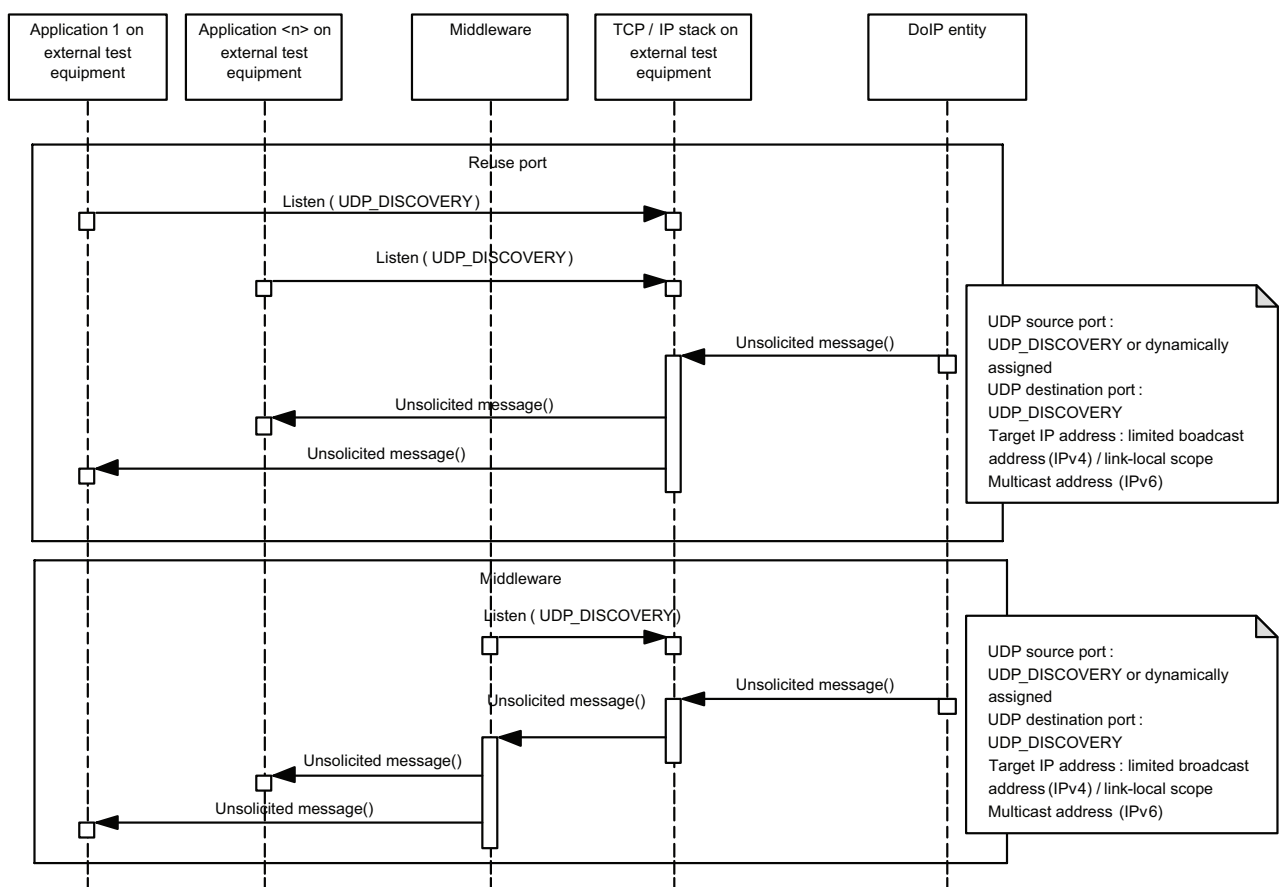 Application 1 on
external test
equipment
Application <n> on
external test
equipment
Middleware
TCP / IP stack on
external test
equipment
DoIP entity
Reuse port
Listen ( UDP_DISCOVERY)
Listen ( UDP_DISCOVERY)
Unsolicited message()
Unsolicited message()
Unsolicited message()
UDP source port :
UDP_DISCOVERY or dynamically
assigned
UDP destination port :
UDP_DISCOVERY
Target IP address : limited boadcast
address (IPv4) / link-local scope
Multicast address (IPv6)
Middleware
Listen ( UDP_DISCOVERY)
Unsolicited message()
Unsolicited message()
Unsolicited message()
Unsolicited message()
UDP source port :
UDP_DISCOVERY or dynamically
assigned
UDP destination port :
UDP_DISCOVERY
Target IP address : limited broadcast
address (IPv4) / link-local scope
Multicast address (IPv6)